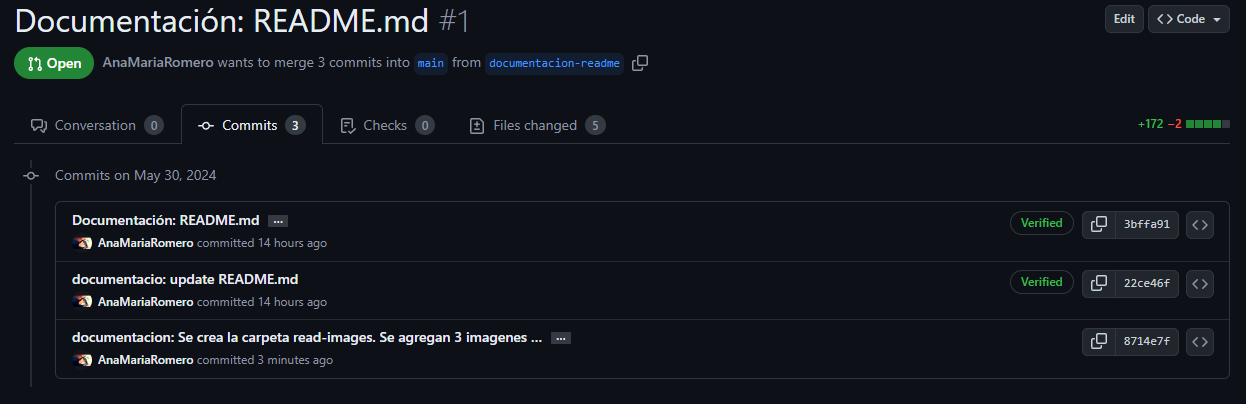 Documentación: README.md #1
Edit
Code
Open
AnaMariaRomero wants to merge 3 commits into main from documentacion-readme
Conversation 0
Commits 3
Checks 0
Files changed 5
+172 −2
Commits on May 30, 2024
Documentación: README.md ...
AnaMariaRomero committed 14 hours ago
Verified
3bffa91
documentacio: update README.md
AnaMariaRomero committed 14 hours ago
Verified
22ce46f
documentacion: Se crea la carpeta read-images. Se agregan 3 imagenes … ...
AnaMariaRomero committed 3 minutes ago
8714e7f